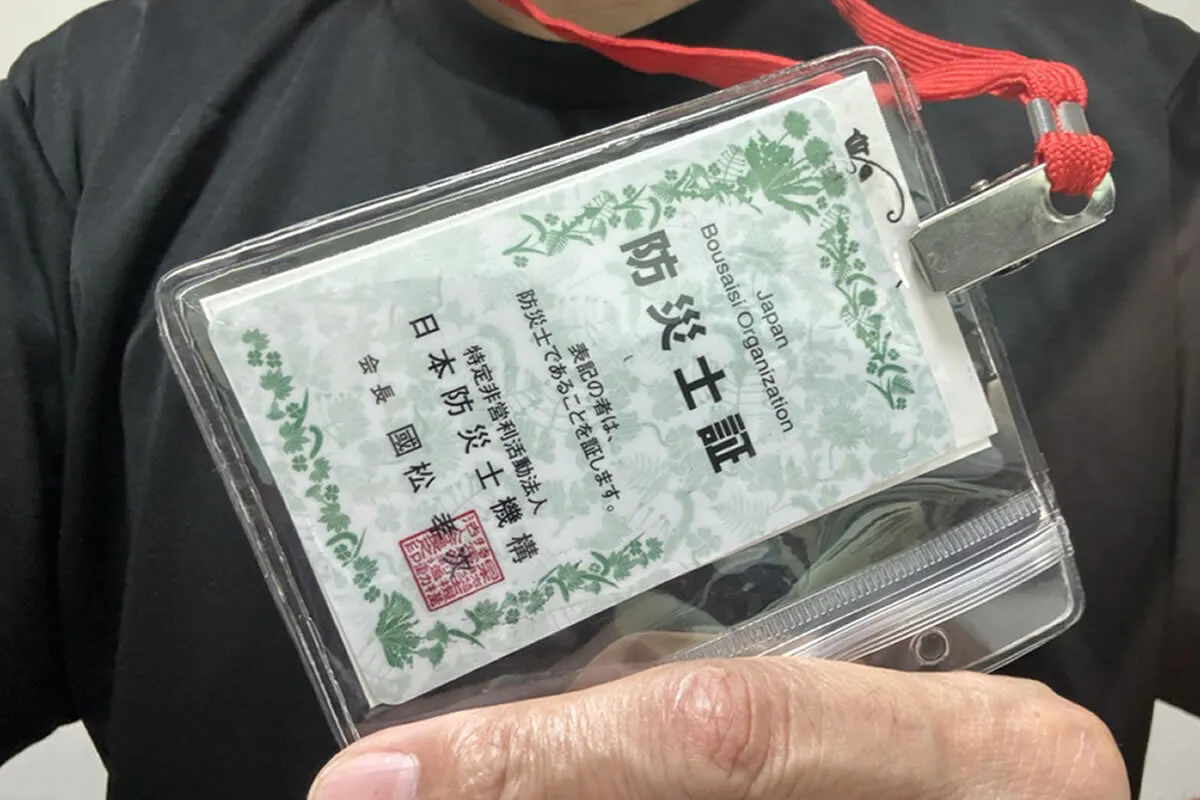 Japan
Bousaisi Organization
防災士証
表記の者は、
防災士であることを証します。
特定非営利活動法人
日本防災士機構
会長 國松 孝次